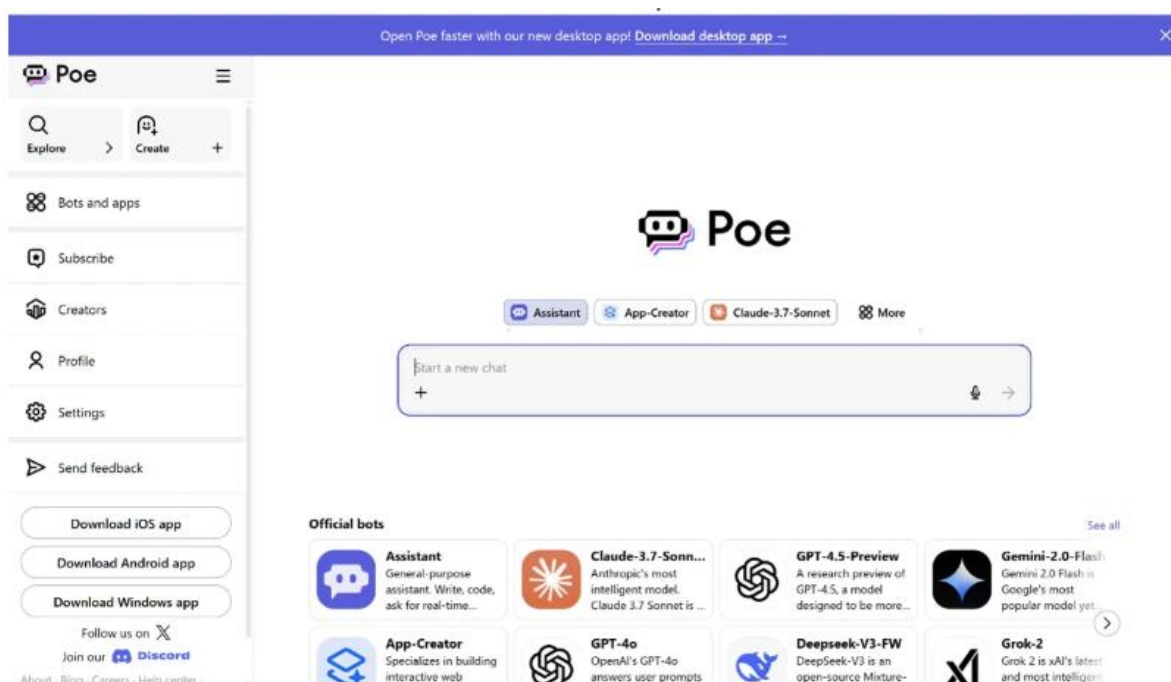 Open Poe faster with our new desktop app! Download desktop app →
Poe
Explore
Create
Bots and apps
Subscribe
Creators
Profile
Settings
Send feedback
Download iOS app
Download Android app
Download Windows app
Follow us on X
Join our Discord
About · Blog · Careers · Help center ·
Poe
Assistant
App-Creator
Claude-3.7-Sonnet
More
Start a new chat
Official bots
See all
Assistant
General-purpose
assistant. Write, code,
ask for real-time...
Claude-3.7-Sonn...
Anthropic's most
intelligent model.
Claude 3.7 Sonnet is ...
GPT-4.5-Preview
A research preview of
GPT-4.5, a model
designed to be more...
Gemini-2.0-Flash
Gemini 2.0 Flash is
Google's most
popular model yet.
App-Creator
Specializes in building
interactive web
GPT-4o
OpenAI's GPT-4o
answers user prompts
Deepseek-V3-FW
DeepSeek-V3 is an
open-source Mixture-
Grok-2
Grok 2 is xAI's latest
and most intelligent